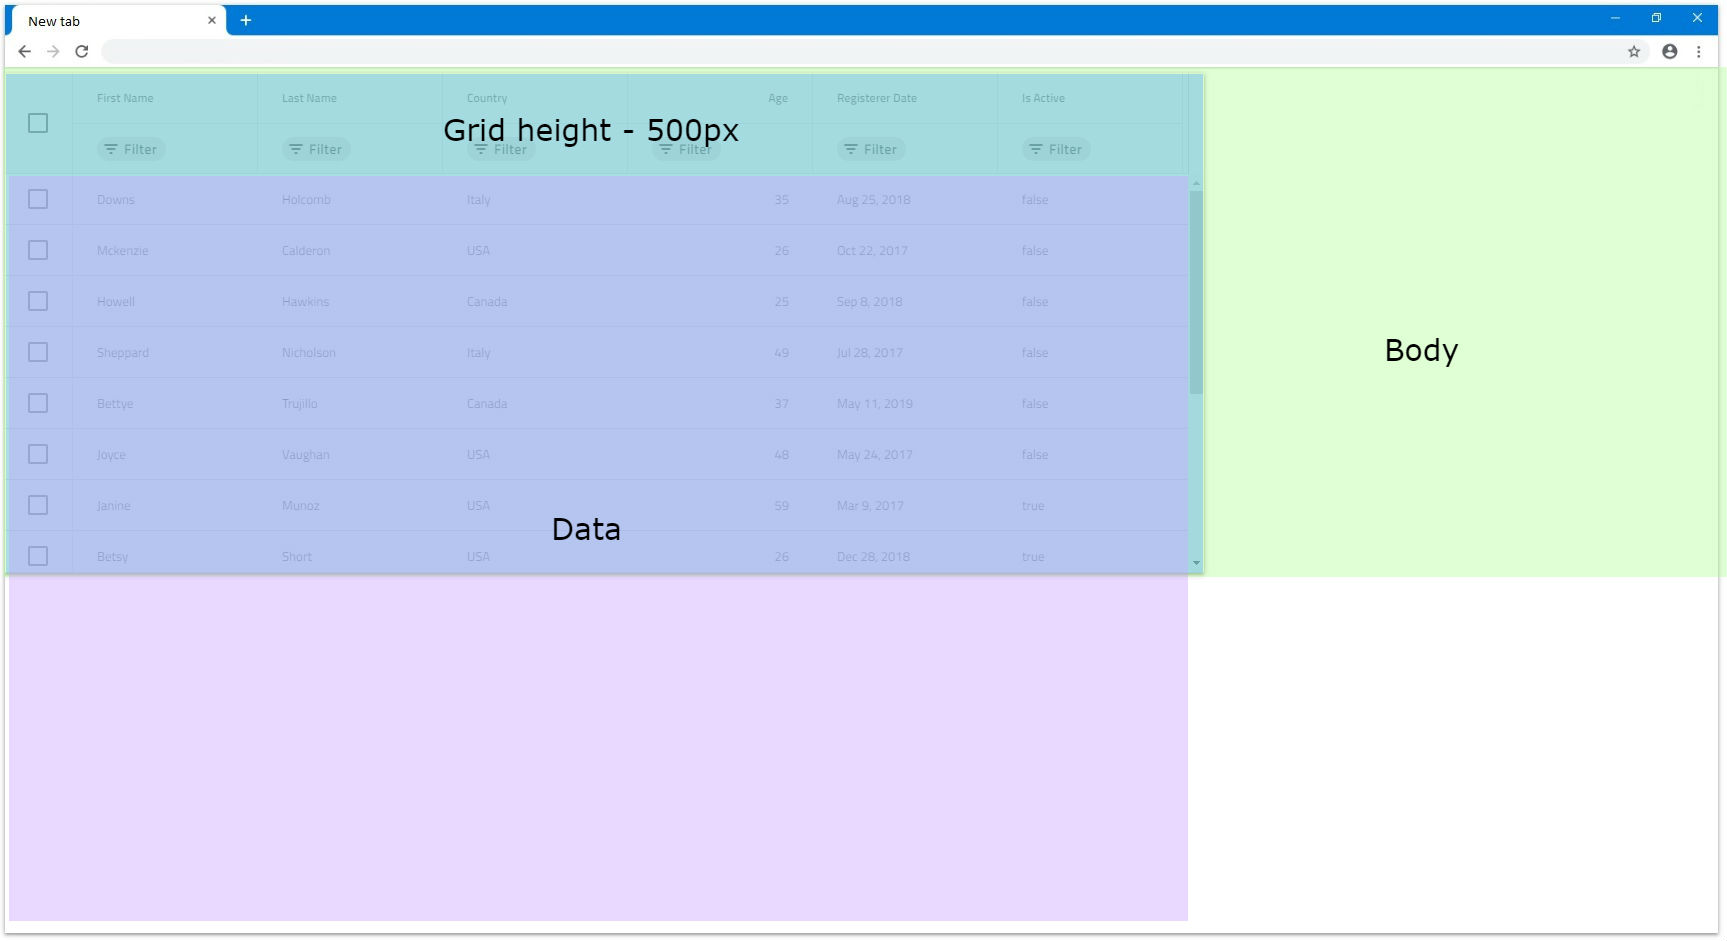 New tab
First Name Last Name Country Age Registerer Date Is Active
Grid height - 500px
Filter Filter Filter Filter Filter Filter
Downs Holcomb Italy 35 Aug 25, 2018 false
Mckenzie Calderon USA 26 Oct 22, 2017 false
Howell Hawkins Canada 25 Sep 8, 2018 false
Sheppard Nicholson Italy 49 Jul 28, 2017 false
Body
Bettye Trujillo Canada 37 May 11, 2019 false
Joyce Vaughan USA 48 May 24, 2017 false
Janine Munoz USA 59 Mar 9, 2017 true
Data
Betsy Short USA 26 Dec 28, 2018 true